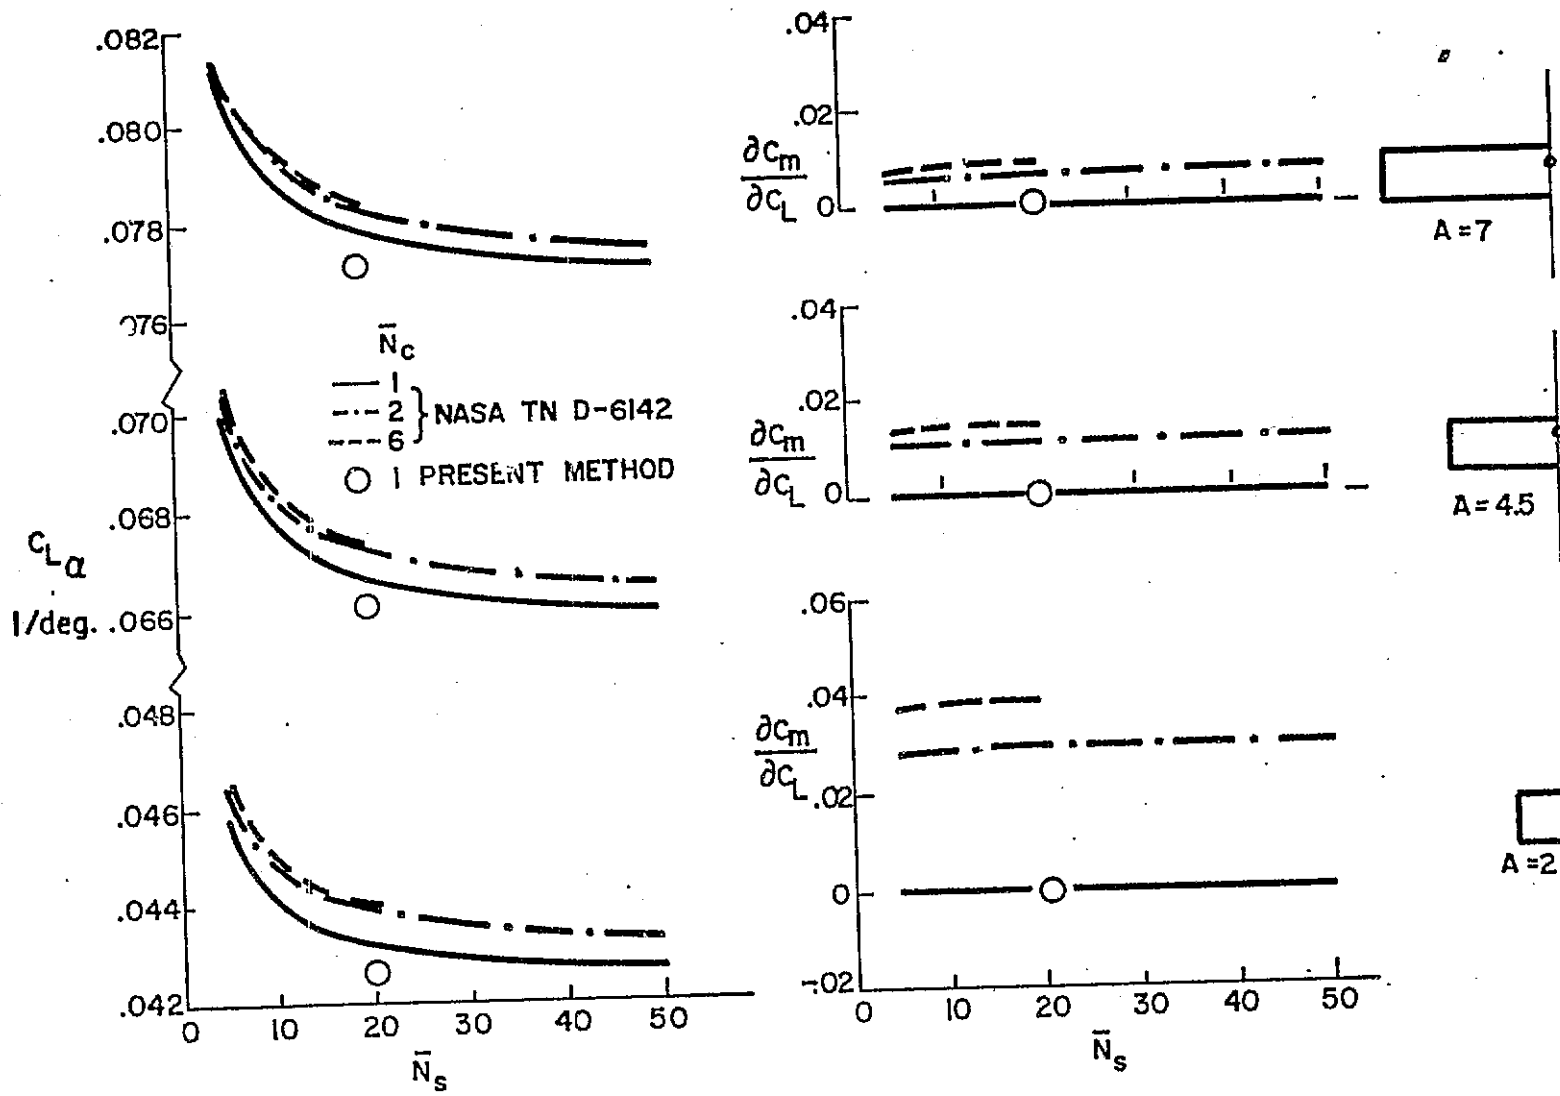 .082
.080
.078
.076
.070
.068
.066
.048
.046
.044
.042
C_Lα
1/deg.
N̄c
1
2
6
} NASA TN D-6142
1 PRESENT METHOD
0 10 20 30 40 50
N̄s
.04
.02
0
∂Cm
∂CL
A = 7
.04
.02
0
∂Cm
∂CL
A = 4.5
.06
.04
.02
0
-.02
∂Cm
∂CL
A = 2
0 10 20 30 40 50
N̄s